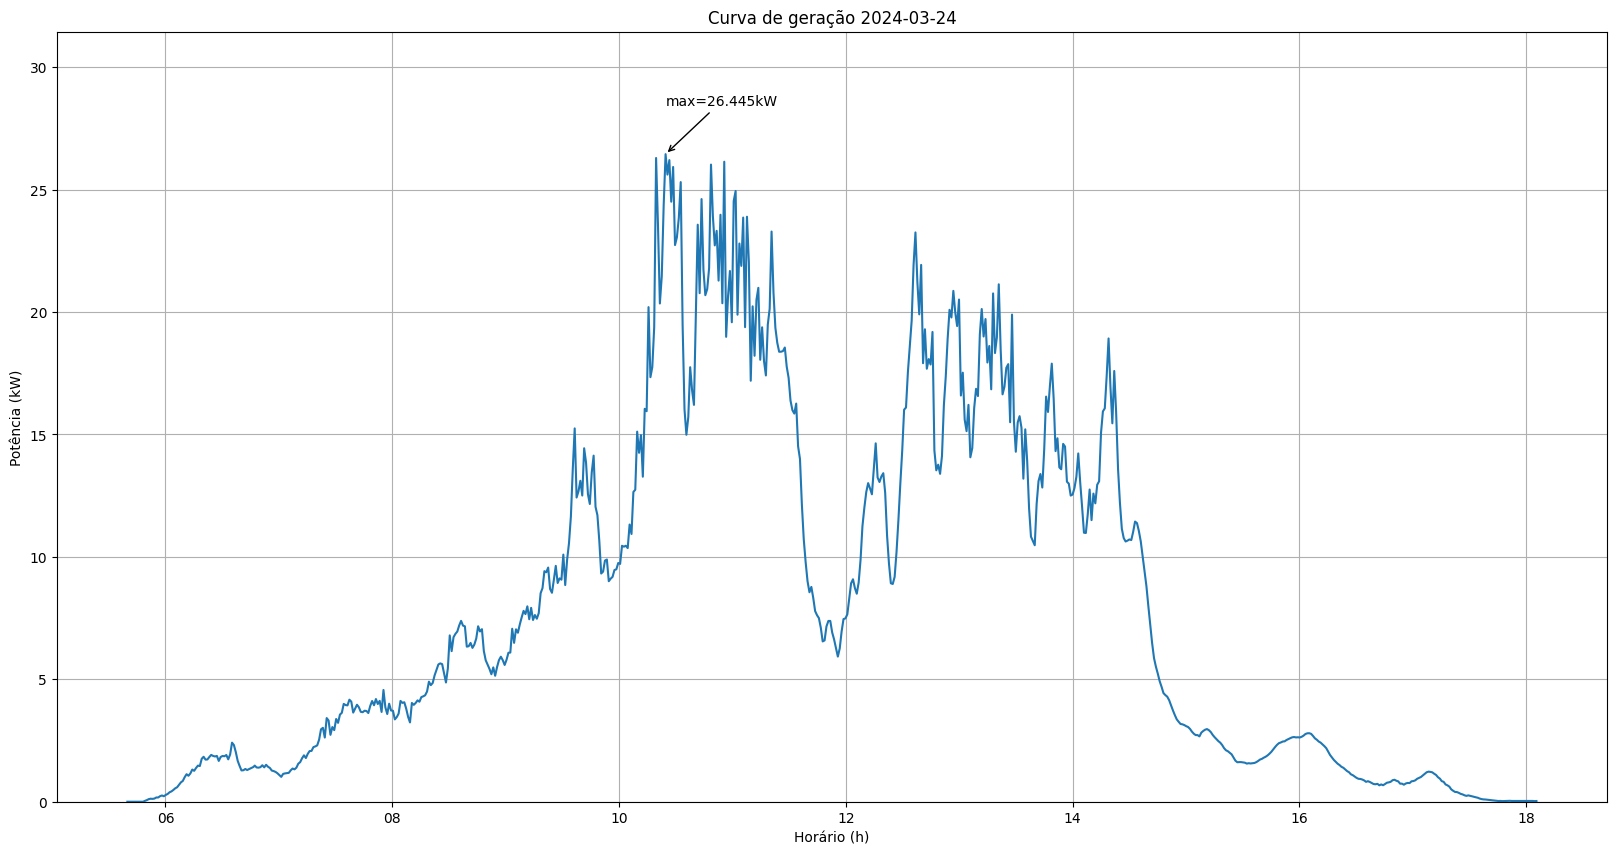 Curva de geração 2024-03-24
30
max=26.445kW
25
20
15
Potência (kW)
10
5
0
06 08 10 12 14 16 18
Horário (h)